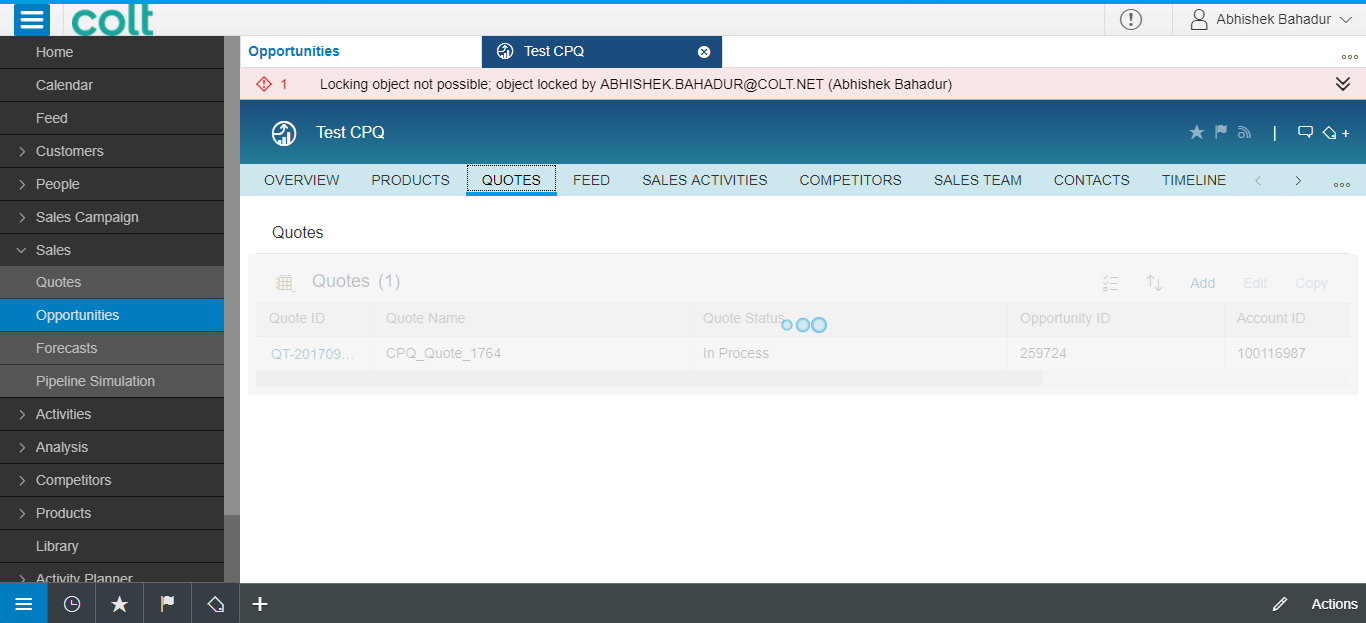 colt
Abhishek Bahadur
Home
Calendar
Feed
Customers
People
Sales Campaign
Sales
Quotes
Opportunities
Forecasts
Pipeline Simulation
Activities
Analysis
Competitors
Products
Library
Activity Planner
Opportunities
Test CPQ
1 Locking object not possible; object locked by ABHISHEK.BAHADUR@COLT.NET (Abhishek Bahadur)
Test CPQ
OVERVIEW PRODUCTS QUOTES FEED SALES ACTIVITIES COMPETITORS SALES TEAM CONTACTS TIMELINE
Quotes
Quotes (1)
Add Edit Copy
Quote ID Quote Name Quote Status Opportunity ID Account ID
QT-201709... CPQ_Quote_1764 In Process 259724 100116987
Actions